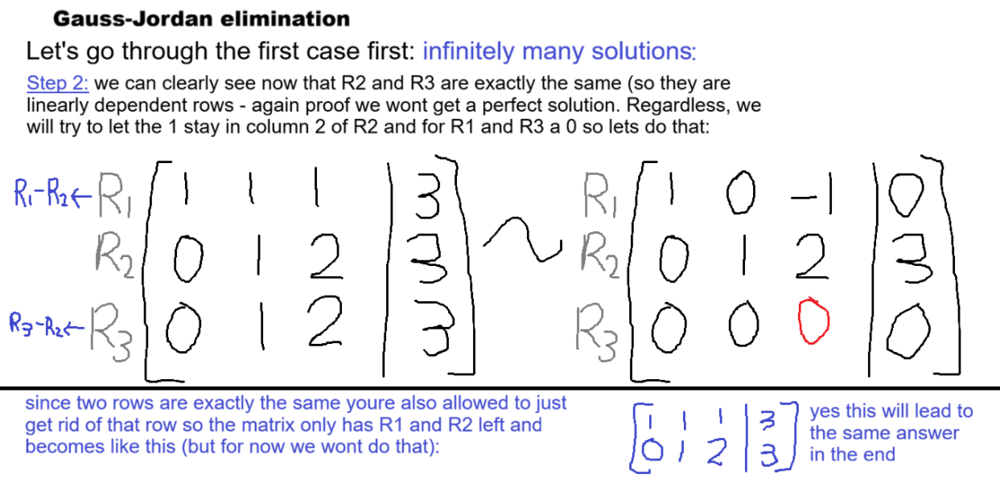 Gauss-Jordan elimination
Let's go through the first case first: infinitely many solutions:
Step 2: we can clearly see now that R2 and R3 are exactly the same (so they are
linearly dependent rows - again proof we wont get a perfect solution. Regardless, we
will try to let the 1 stay in column 2 of R2 and for R1 and R3 a 0 so lets do that:
R1-R2← R1 [ 1 1 1 | 3 ] ~ R1 [ 1 0 -1 | 0 ]
R2 [ 0 1 2 | 3 ] R2 [ 0 1 2 | 3 ]
R3-R2← R3 [ 0 1 2 | 3 ] R3 [ 0 0 0 | 0 ]
since two rows are exactly the same youre also allowed to just
get rid of that row so the matrix only has R1 and R2 left and
becomes like this (but for now we wont do that):
[ 1 1 1 | 3 ]
[ 0 1 2 | 3 ]
yes this will lead to
the same answer
in the end